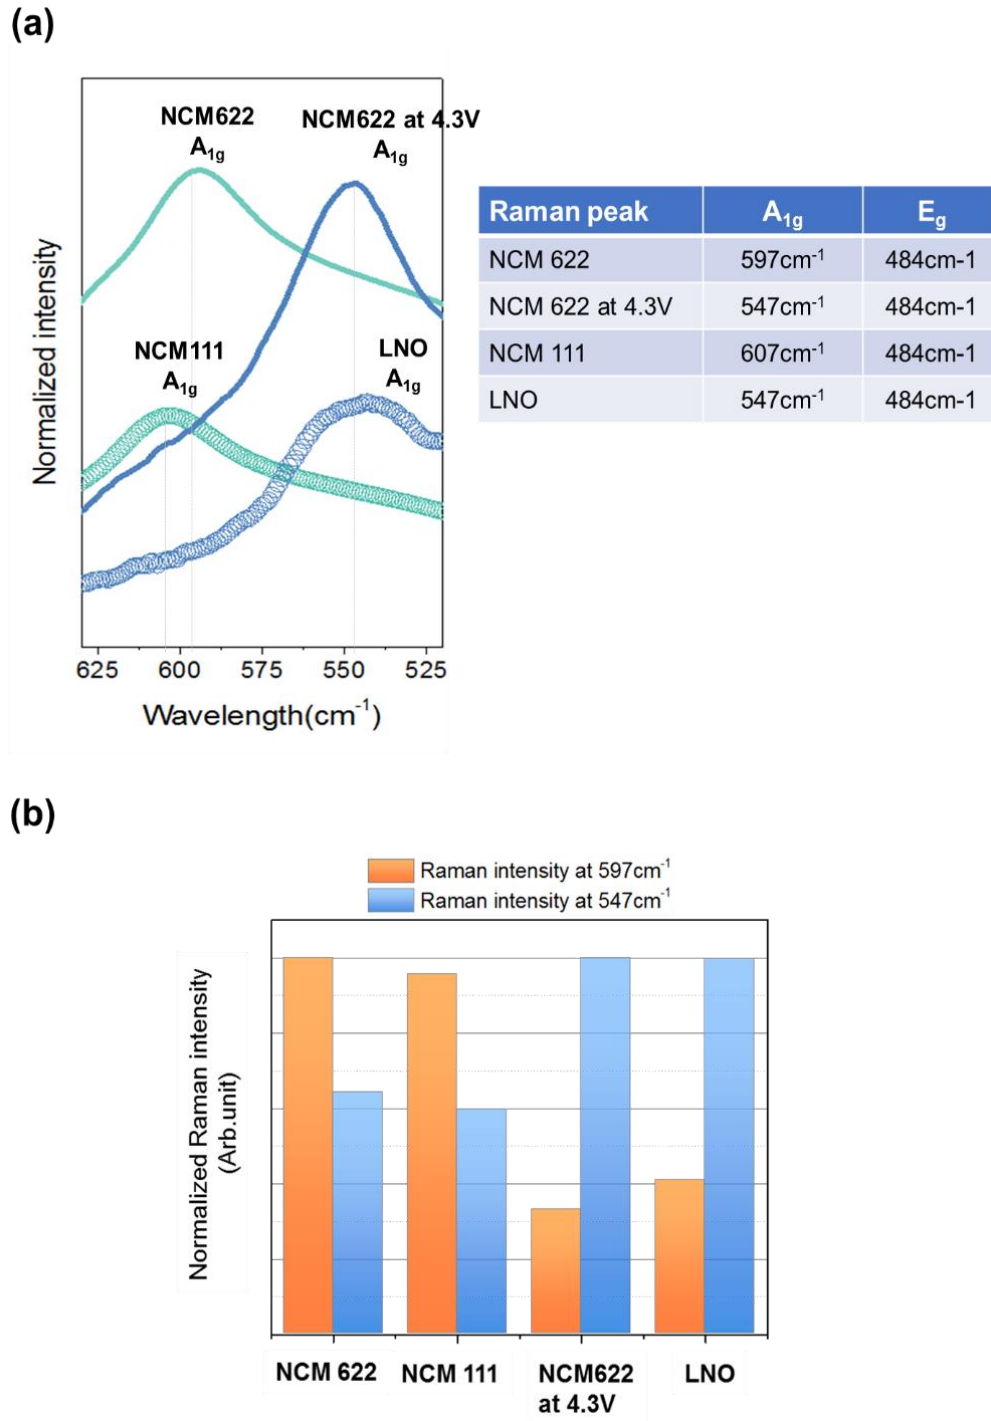 (a)
NCM622
A1g
NCM622 at 4.3V
A1g
NCM111
A1g
LNO
A1g
Normalized intensity
625 600 575 550 525
Wavelength(cm-1)
Raman peak A1g Eg
NCM 622 597cm-1 484cm-1
NCM 622 at 4.3V 547cm-1 484cm-1
NCM 111 607cm-1 484cm-1
LNO 547cm-1 484cm-1
(b)
Raman intensity at 597cm-1
Raman intensity at 547cm-1
Normalized Raman intensity
(Arb.unit)
NCM 622 NCM 111 NCM622 LNO
at 4.3V